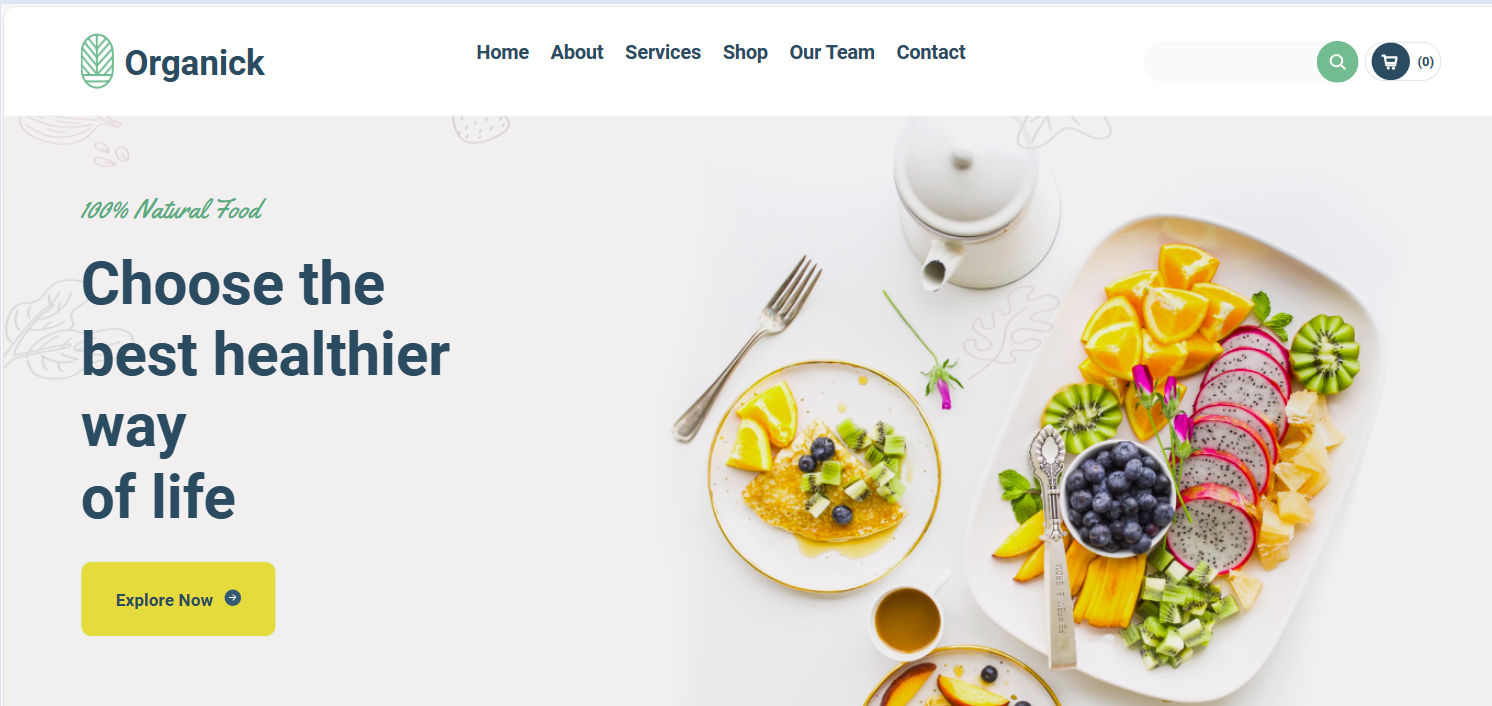 Organick
Home About Services Shop Our Team Contact
(0)
100% Natural Food
Choose the
best healthier
way
of life
Explore Now